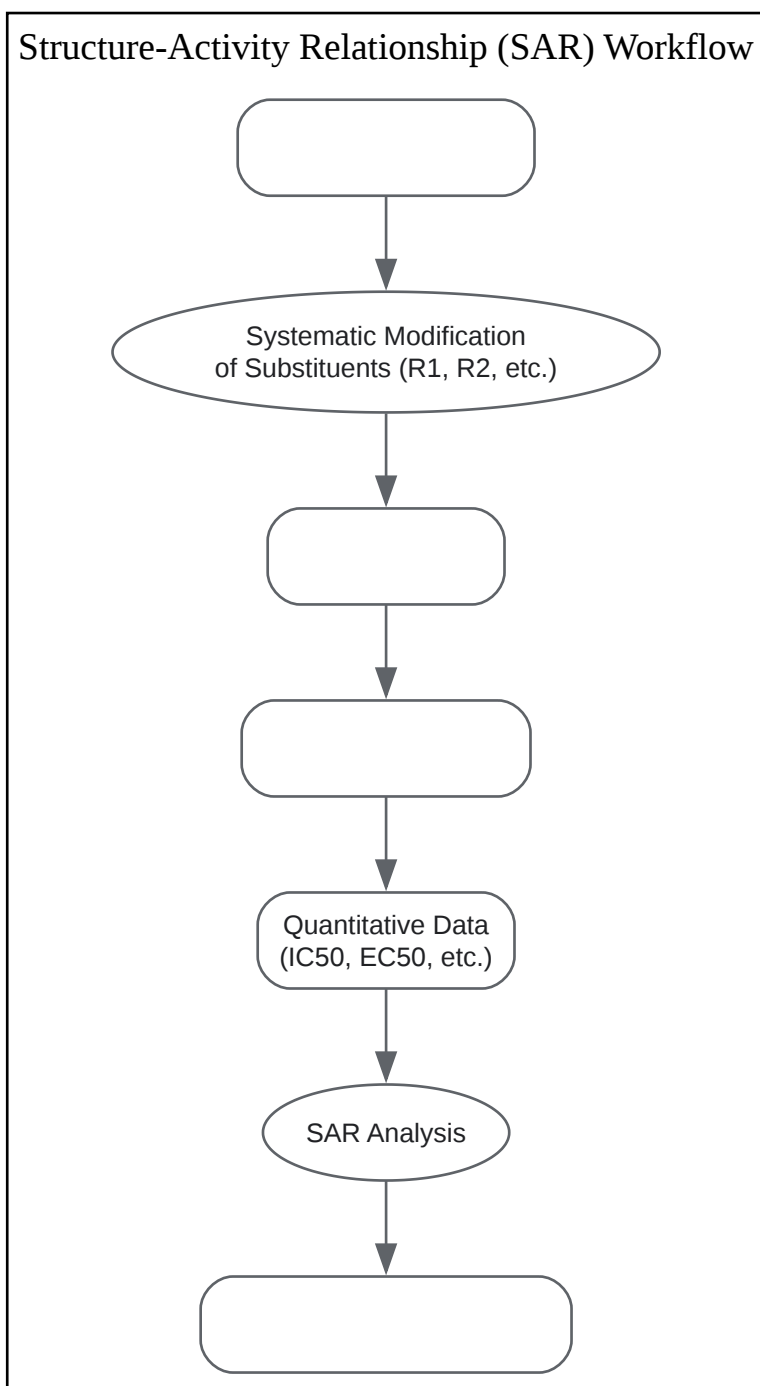 Structure-Activity Relationship (SAR) Workflow
Systematic Modification
of Substituents (R1, R2, etc.)
Quantitative Data
(IC50, EC50, etc.)
SAR Analysis